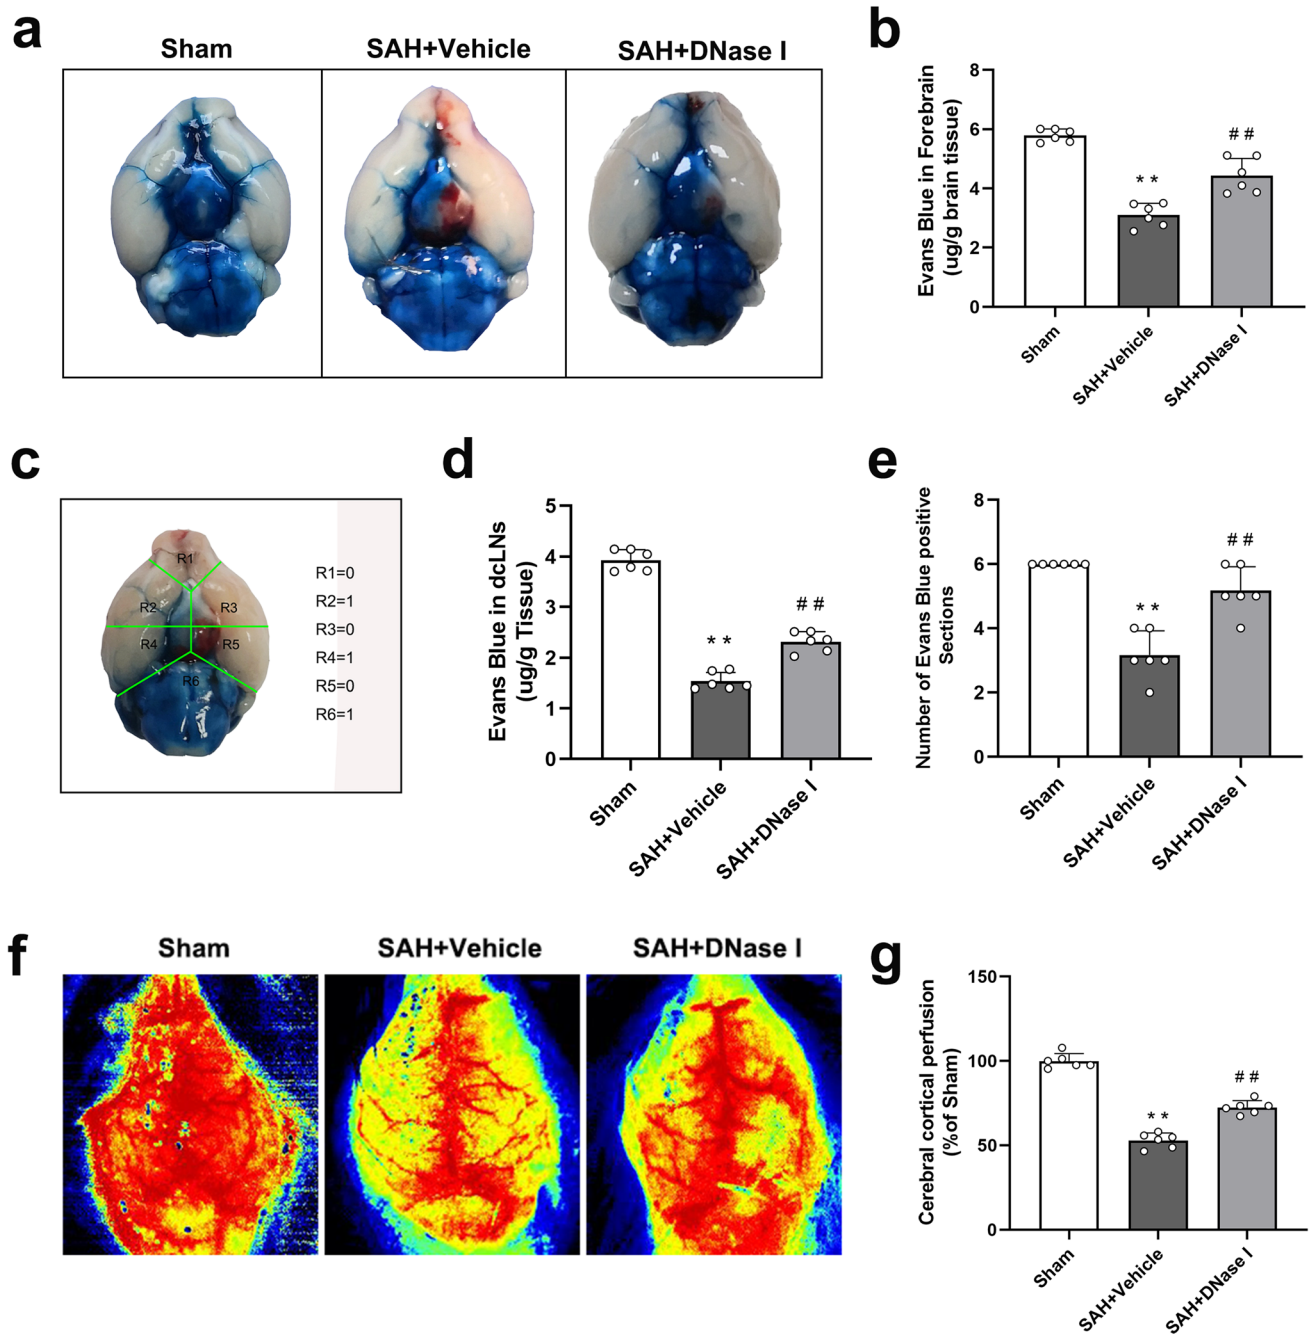 a
Sham
SAH+Vehicle
SAH+DNase I
b
Evans Blue in Forebrain
(ug/g brain tissue)
8
6
4
2
0
* *
# #
Sham
SAH+Vehicle
SAH+DNase I
c
R1
R2
R3
R4
R5
R6
R1=0
R2=1
R3=0
R4=1
R5=0
R6=1
d
Evans Blue in dcLNs
(ug/g Tissue)
5
4
3
2
1
0
* *
# #
Sham
SAH+Vehicle
SAH+DNase I
e
Number of Evans Blue positive
Sections
8
6
4
2
0
* *
# #
Sham
SAH+Vehicle
SAH+DNase I
f
Sham
SAH+Vehicle
SAH+DNase I
g
Cerebral cortical perfusion
(%of Sham)
150
100
50
0
* *
# #
Sham
SAH+Vehicle
SAH+DNase I